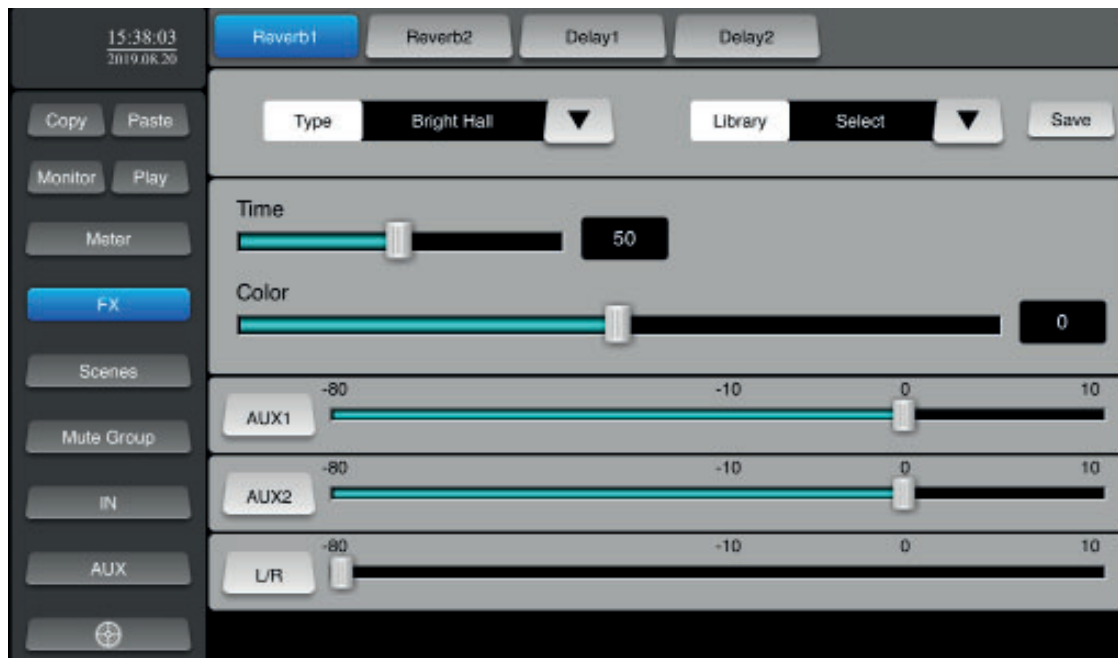 15:38:03
2019.08.20
Reverb1 Reverb2 Delay1 Delay2
Copy Paste
Type Bright Hall Library Select Save
Monitor Play
Time
Meter
50
FX
Color
0
Scenes
-80 -10 0 10
AUX1
Mute Group
-80 -10 0 10
AUX2
IN
-80 -10 0 10
AUX
L/R